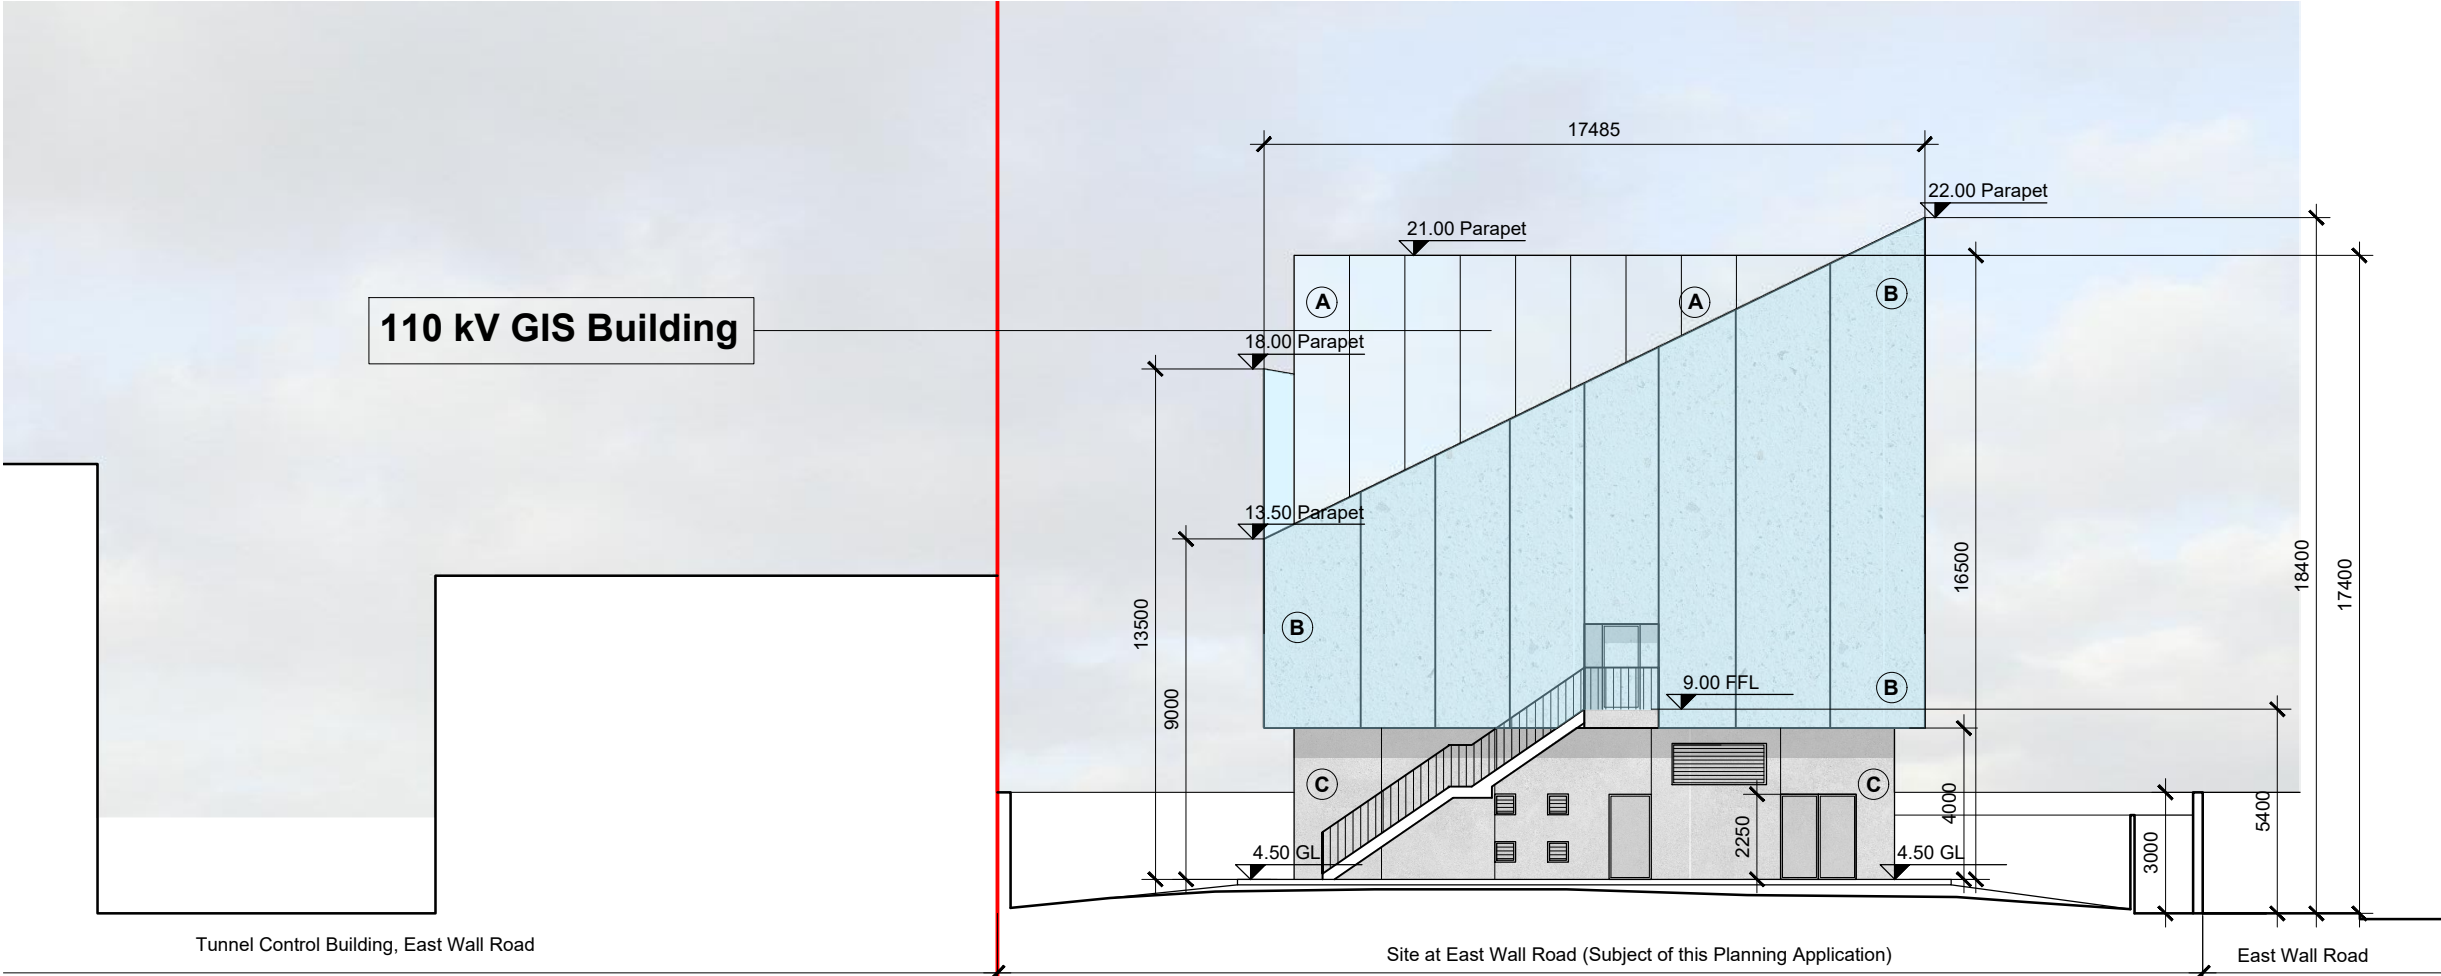 17485
22.00 Parapet
21.00 Parapet
A
A
B
110 kV GIS Building
18.00 Parapet
13.50 Parapet
16500
18400
17400
13500
B
9000
9.00 FFL
B
C
C
4000
5400
2250
3000
4.50 GL
4.50 GL
Tunnel Control Building, East Wall Road
Site at East Wall Road (Subject of this Planning Application)
East Wall Road